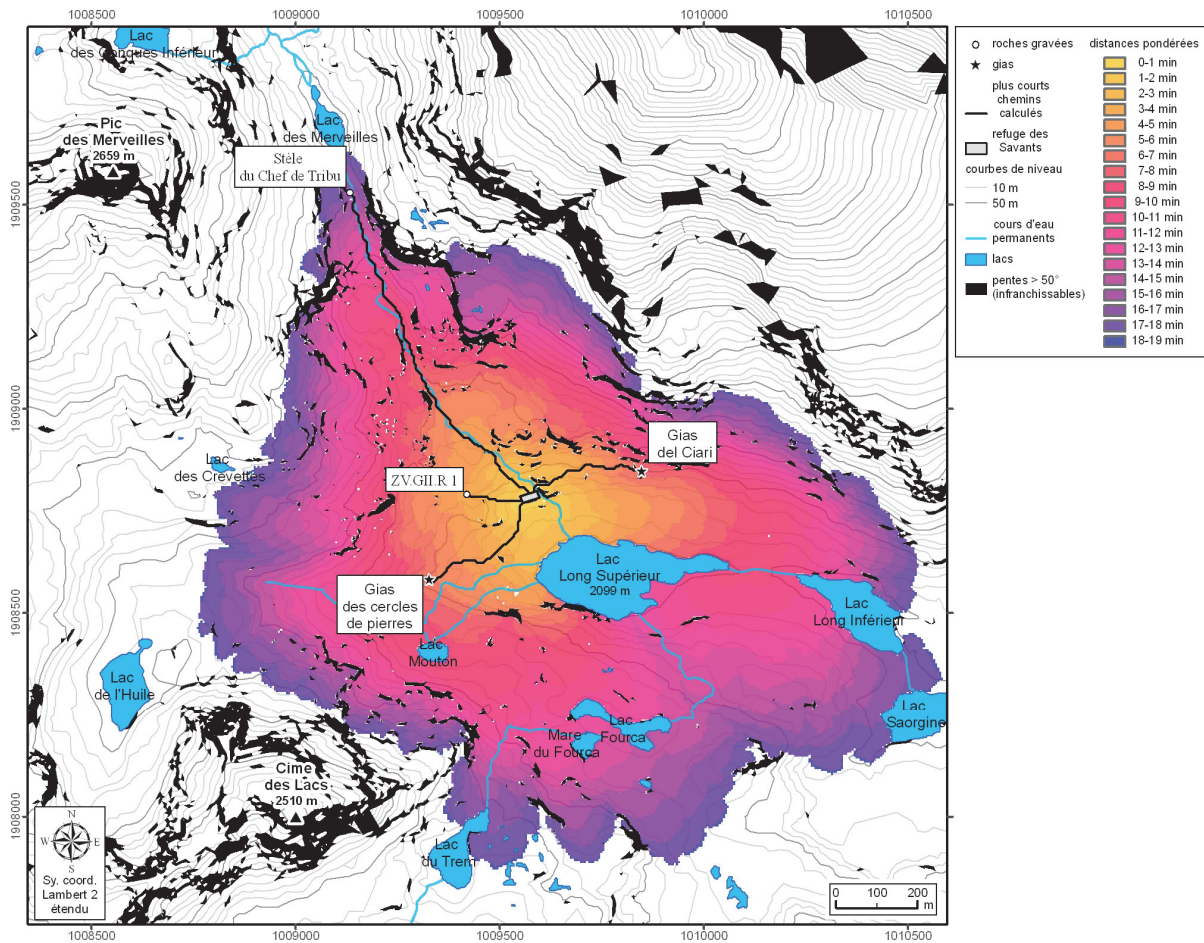 1008500
1009000
1009500
1010000
1010500
Lac
des Conques Inférieur
Pic
des Merveilles
2659 m
Lac
des Merveilles
Stèle
du Chef de Tribu
1909500
1909000
1908500
1908000
Lac
des Crevettes
ZV.GII.R 1
Gias
del Ciari
Gias
des cercles
de pierres
Lac
Long Supérieur
2099 m
Lac
Long Inférieur
Lac
Mouton
Lac
de l'Huile
Lac
Saorgine
Lac
Fourca
Mare
du Fourca
Cime
des Lacs
2510 m
Lac
du Trem
N
W E
S
Sy. coord.
Lambert 2
étendu
0 100 200
m
1008500
1009000
1009500
1010000
1010500
roches gravées
gias
plus courts
chemins
calculés
refuge des
Savants
courbes de niveau
10 m
50 m
cours d'eau
permanents
lacs
pentes > 50°
(infranchissables)
distances pondérées
0-1 min
1-2 min
2-3 min
3-4 min
4-5 min
5-6 min
6-7 min
7-8 min
8-9 min
9-10 min
10-11 min
11-12 min
12-13 min
13-14 min
14-15 min
15-16 min
16-17 min
17-18 min
18-19 min